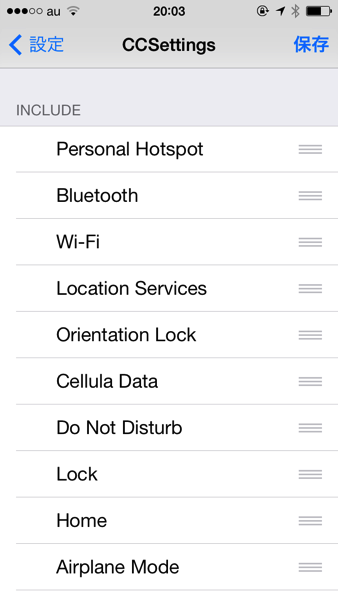 au 20:03
設定 CCSettings 保存
INCLUDE
Personal Hotspot
Bluetooth
Wi-Fi
Location Services
Orientation Lock
Cellula Data
Do Not Disturb
Lock
Home
Airplane Mode